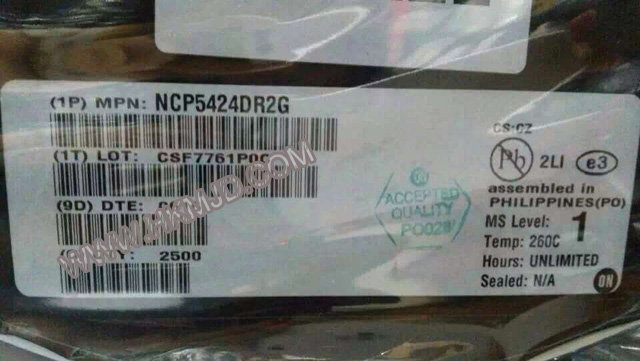 (1P) MPN: NCP5424DR2G
(1T) LOT: CSF7761P0
(9D) DTE:
2500
WWW.HKMJD.COM
ACCEPTED
QUALITY
PO028
CS:CZ
Pb 2LI e3
assembled in
PHILIPPINES(PO)
MS Level: 1
Temp: 260C
Hours: UNLIMITED
Sealed: N/A ON